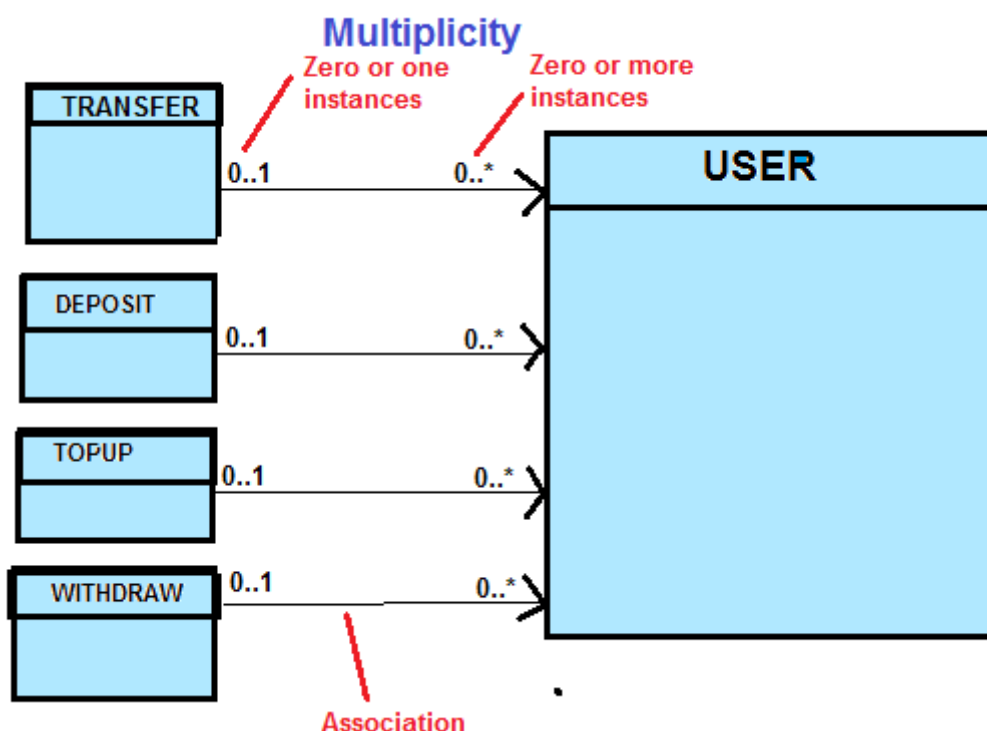 Multiplicity
Zero or one
instances
Zero or more
instances
TRANSFER
0..1
0..*
USER
DEPOSIT
0..1
0..*
TOPUP
0..1
0..*
WITHDRAW
0..1
0..*
Association